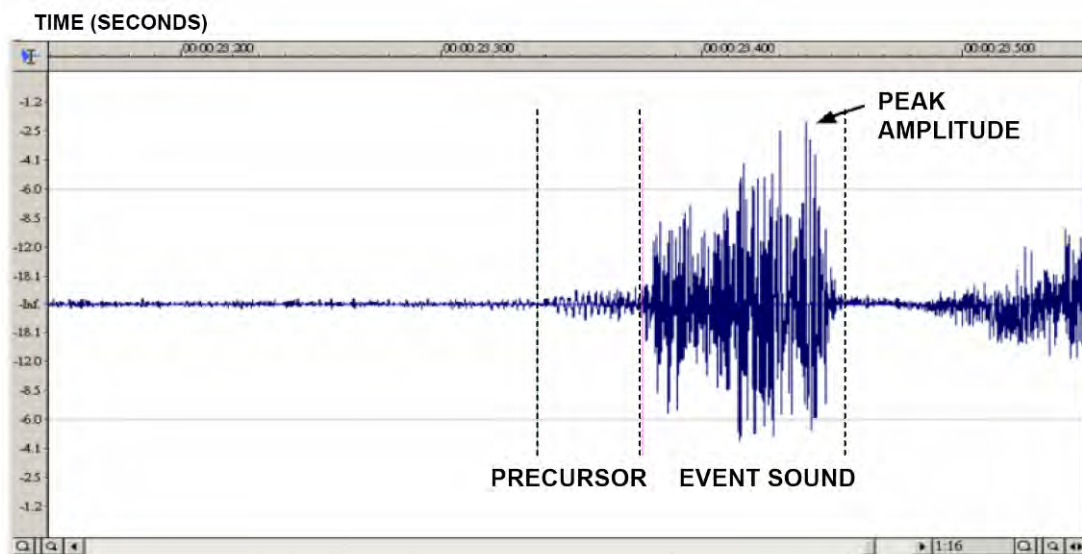 TIME (SECONDS)
00:00:23.200 00:00:23.300 00:00:23.400 00:00:23.500
PEAK
AMPLITUDE
-1.2
-2.5
-4.1
-6.0
-8.5
-12.0
-18.1
-Inf.
-18.1
-12.0
-8.5
-6.0
-4.1
-2.5
-1.2
PRECURSOR EVENT SOUND
1:16